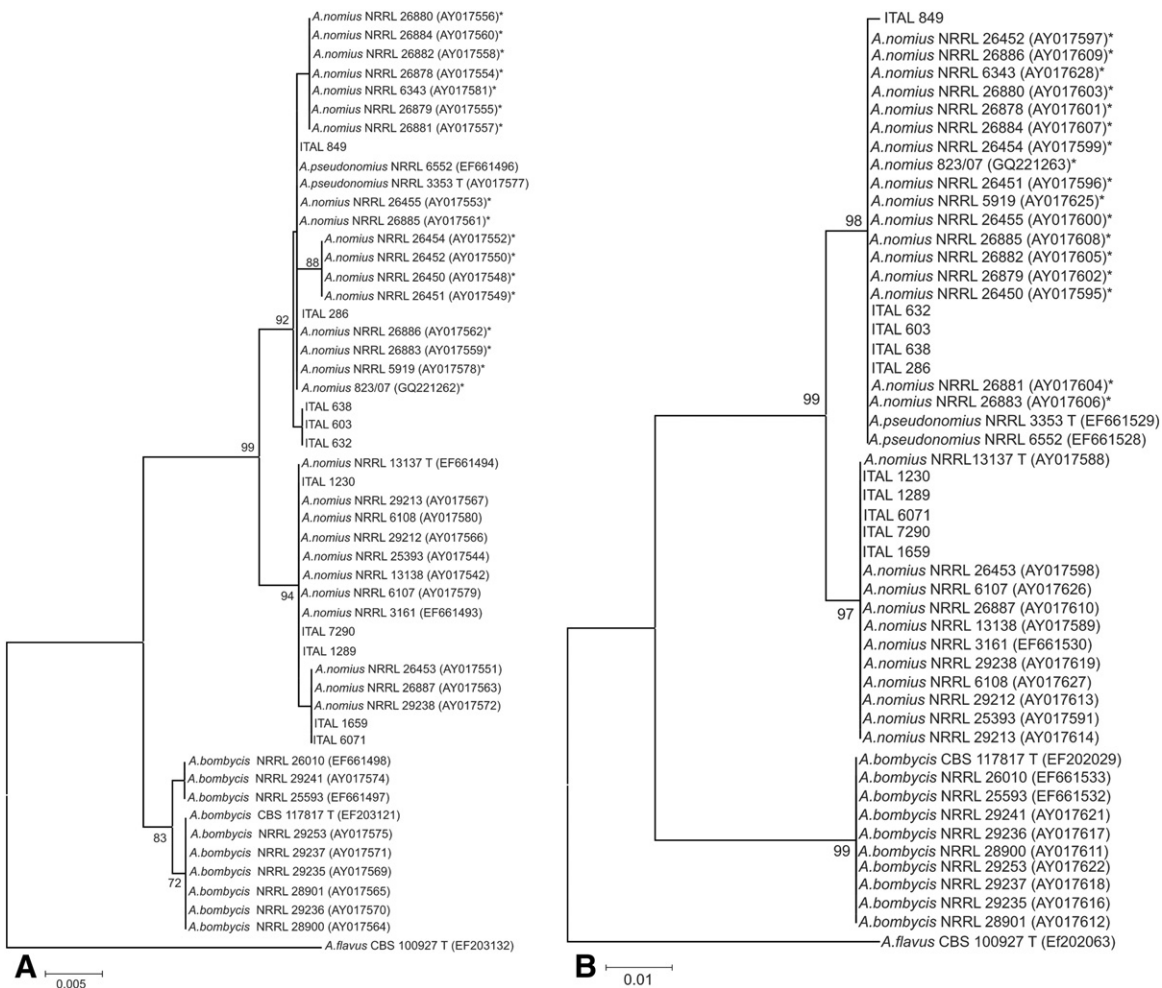 A.nomius NRRL 26880 (AY017556)*
A.nomius NRRL 26884 (AY017560)*
A.nomius NRRL 26882 (AY017558)*
A.nomius NRRL 26878 (AY017554)*
A.nomius NRRL 6343 (AY017581)*
A.nomius NRRL 26879 (AY017555)*
A.nomius NRRL 26881 (AY017557)*
ITAL 849
A.pseudonomius NRRL 6552 (EF661496)
A.pseudonomius NRRL 3353 T (AY017577)
A.nomius NRRL 26455 (AY017553)*
A.nomius NRRL 26885 (AY017561)*
A.nomius NRRL 26454 (AY017552)*
A.nomius NRRL 26452 (AY017550)*
88
A.nomius NRRL 26450 (AY017548)*
A.nomius NRRL 26451 (AY017549)*
ITAL 286
92
A.nomius NRRL 26886 (AY017562)*
A.nomius NRRL 26883 (AY017559)*
A.nomius NRRL 5919 (AY017578)*
A.nomius 823/07 (GQ221262)*
ITAL 638
ITAL 603
ITAL 632
99
A.nomius NRRL 13137 T (EF661494)
ITAL 1230
A.nomius NRRL 29213 (AY017567)
A.nomius NRRL 6108 (AY017580)
A.nomius NRRL 29212 (AY017566)
A.nomius NRRL 25393 (AY017544)
A.nomius NRRL 13138 (AY017542)
94
A.nomius NRRL 6107 (AY017579)
A.nomius NRRL 3161 (EF661493)
ITAL 7290
ITAL 1289
A.nomius NRRL 26453 (AY017551)
A.nomius NRRL 26887 (AY017563)
A.nomius NRRL 29238 (AY017572)
ITAL 1659
ITAL 6071
A.bombycis NRRL 26010 (EF661498)
A.bombycis NRRL 29241 (AY017574)
A.bombycis NRRL 25593 (EF661497)
A.bombycis CBS 117817 T (EF203121)
83
A.bombycis NRRL 29253 (AY017575)
A.bombycis NRRL 29237 (AY017571)
A.bombycis NRRL 29235 (AY017569)
72
A.bombycis NRRL 28901 (AY017565)
A.bombycis NRRL 29236 (AY017570)
A.bombycis NRRL 28900 (AY017564)
A.flavus CBS 100927 T (EF203132)
A
0.005
ITAL 849
A.nomius NRRL 26452 (AY017597)*
A.nomius NRRL 26886 (AY017609)*
A.nomius NRRL 6343 (AY017628)*
A.nomius NRRL 26880 (AY017603)*
A.nomius NRRL 26878 (AY017601)*
A.nomius NRRL 26884 (AY017607)*
A.nomius NRRL 26454 (AY017599)*
A.nomius 823/07 (GQ221263)*
A.nomius NRRL 26451 (AY017596)*
A.nomius NRRL 5919 (AY017625)*
98
A.nomius NRRL 26455 (AY017600)*
A.nomius NRRL 26885 (AY017608)*
A.nomius NRRL 26882 (AY017605)*
A.nomius NRRL 26879 (AY017602)*
A.nomius NRRL 26450 (AY017595)*
ITAL 632
ITAL 603
ITAL 638
ITAL 286
A.nomius NRRL 26881 (AY017604)*
99
A.nomius NRRL 26883 (AY017606)*
A.pseudonomius NRRL 3353 T (EF661529)
A.pseudonomius NRRL 6552 (EF661528)
A.nomius NRRL13137 T (AY017588)
ITAL 1230
ITAL 1289
ITAL 6071
ITAL 7290
ITAL 1659
A.nomius NRRL 26453 (AY017598)
A.nomius NRRL 6107 (AY017626)
A.nomius NRRL 26887 (AY017610)
97
A.nomius NRRL 13138 (AY017589)
A.nomius NRRL 3161 (EF661530)
A.nomius NRRL 29238 (AY017619)
A.nomius NRRL 6108 (AY017627)
A.nomius NRRL 29212 (AY017613)
A.nomius NRRL 25393 (AY017591)
A.nomius NRRL 29213 (AY017614)
A.bombycis CBS 117817 T (EF202029)
A.bombycis NRRL 26010 (EF661533)
A.bombycis NRRL 25593 (EF661532)
A.bombycis NRRL 29241 (AY017621)
A.bombycis NRRL 29236 (AY017617)
99
A.bombycis NRRL 28900 (AY017611)
A.bombycis NRRL 29253 (AY017622)
A.bombycis NRRL 29237 (AY017618)
A.bombycis NRRL 29235 (AY017616)
A.bombycis NRRL 28901 (AY017612)
A.flavus CBS 100927 T (Ef202063)
B
0.01